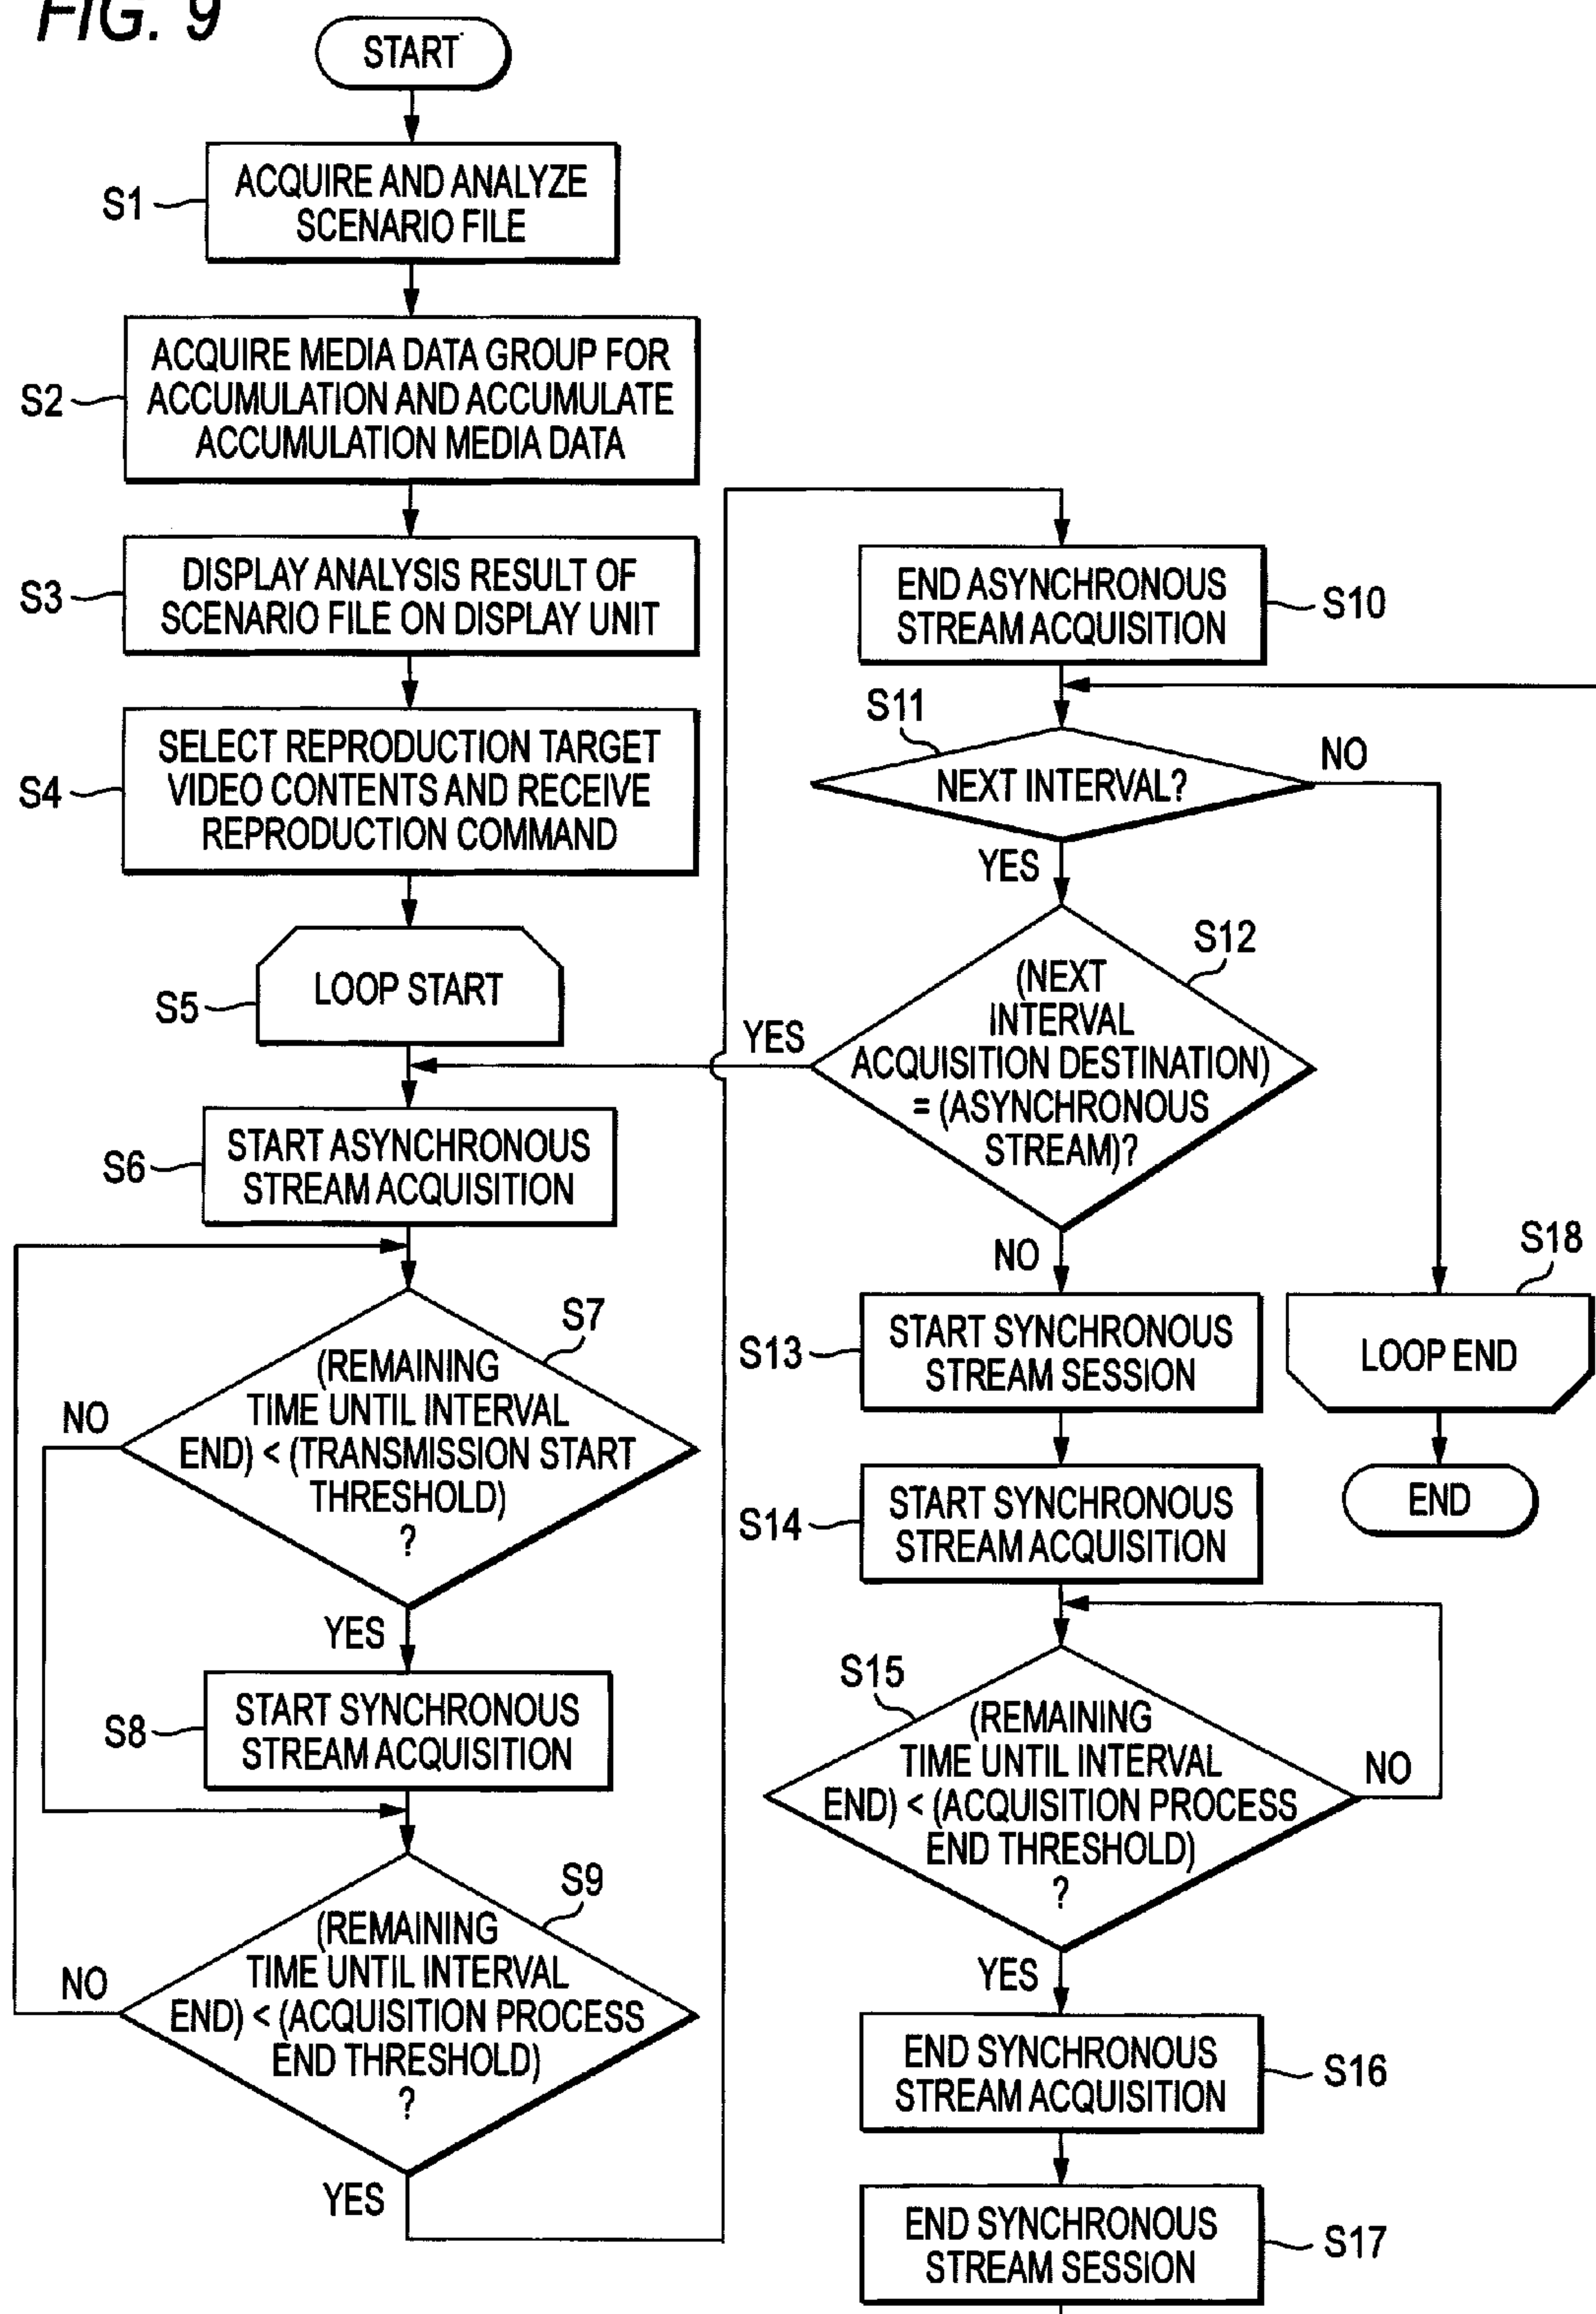 FIG. 9
START
S1
ACQUIRE AND ANALYZE
SCENARIO FILE
S2
ACQUIRE MEDIA DATA GROUP FOR
ACCUMULATION AND ACCUMULATE
ACCUMULATION MEDIA DATA
S3
DISPLAY ANALYSIS RESULT OF
SCENARIO FILE ON DISPLAY UNIT
S4
SELECT REPRODUCTION TARGET
VIDEO CONTENTS AND RECEIVE
REPRODUCTION COMMAND
S5
LOOP START
S6
START ASYNCHRONOUS
STREAM ACQUISITION
S7
(REMAINING
TIME UNTIL INTERVAL
END) < (TRANSMISSION START
THRESHOLD)
?
NO
YES
S8
START SYNCHRONOUS
STREAM ACQUISITION
S9
(REMAINING
TIME UNTIL INTERVAL
END) < (ACQUISITION PROCESS
END THRESHOLD)
?
NO
YES
END ASYNCHRONOUS
STREAM ACQUISITION
S10
S11
NEXT INTERVAL?
NO
YES
S12
(NEXT
INTERVAL
ACQUISITION DESTINATION)
= (ASYNCHRONOUS
STREAM)?
YES
NO
S13
START SYNCHRONOUS
STREAM SESSION
S18
LOOP END
END
S14
START SYNCHRONOUS
STREAM ACQUISITION
S15
(REMAINING
TIME UNTIL INTERVAL
END) < (ACQUISITION PROCESS
END THRESHOLD)
?
NO
YES
END SYNCHRONOUS
STREAM ACQUISITION
S16
END SYNCHRONOUS
STREAM SESSION
S17